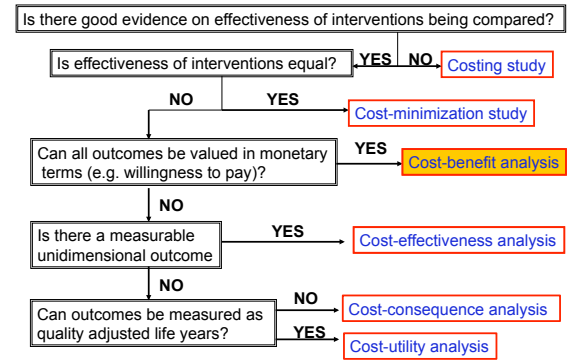 Is there good evidence on effectiveness of interventions being compared?
YES NO
Is effectiveness of interventions equal?
Costing study
NO YES
Cost-minimization study
Can all outcomes be valued in monetary
terms (e.g. willingness to pay)?
YES
Cost-benefit analysis
NO
Is there a measurable
unidimensional outcome
YES
Cost-effectiveness analysis
NO
Can outcomes be measured as
quality adjusted life years?
NO
Cost-consequence analysis
YES
Cost-utility analysis